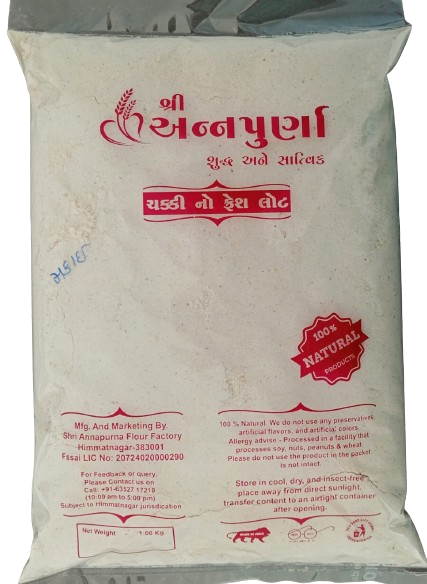 શ્રી
અન્નપુર્ણા
શુદ્ધ અને સાત્વિક
ચક્કી નો ફ્રેશ લોટ
મકાઈ
100%
NATURAL
PRODUCTS
Mfg. And Marketing By.
Shri Annapurna Flour Factory
Himmatnagar-383001
Fssai LIC No: 20724020000290
For Feedback or query,
Please Contact us on
Call: +91-63527 17219
(10:00 am to 5:00 pm)
Subject to Himmatnagar jurisdication
Net Weight - 1.00 KG
100 % Natural. We do not use any preservatives,
artificial flavors, and artificial colors.
Allergy advise - Processed in a facility that
processes soy, nuts, peanuts & wheat
Please do not use the product in the packet
is not intact.
Store in cool, dry, and insect-free
place away from direct sunlight.
transfer content to an airtight container
after opening.
MAKE IN INDIA